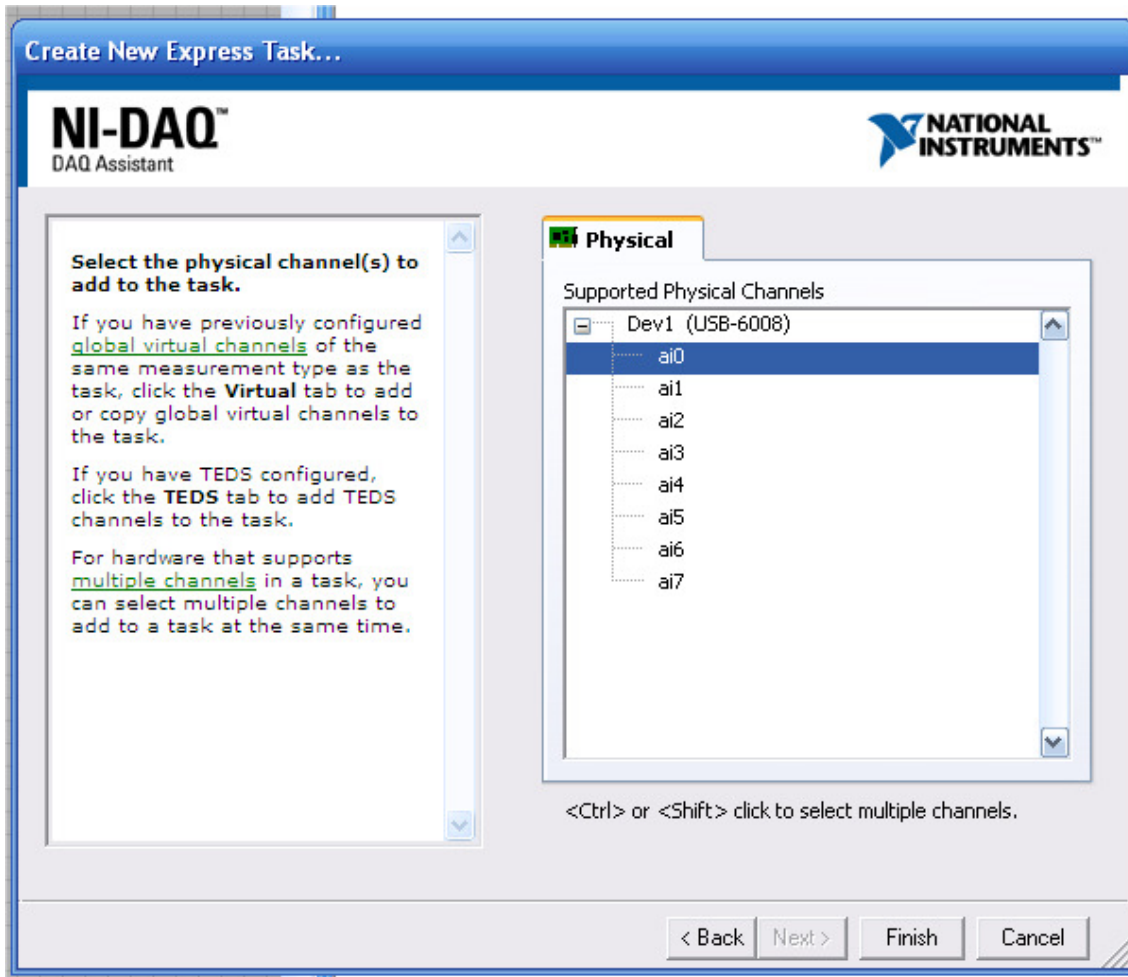 Create New Express Task...
NI-DAQ™
DAQ Assistant
NATIONAL
INSTRUMENTS™
Select the physical channel(s) to
add to the task.
If you have previously configured
global virtual channels of the
same measurement type as the
task, click the Virtual tab to add
or copy global virtual channels to
the task.
If you have TEDS configured,
click the TEDS tab to add TEDS
channels to the task.
For hardware that supports
multiple channels in a task, you
can select multiple channels to
add to a task at the same time.
Physical
Supported Physical Channels
Dev1 (USB-6008)
ai0
ai1
ai2
ai3
ai4
ai5
ai6
ai7
<Ctrl> or <Shift> click to select multiple channels.
< Back Next > Finish Cancel